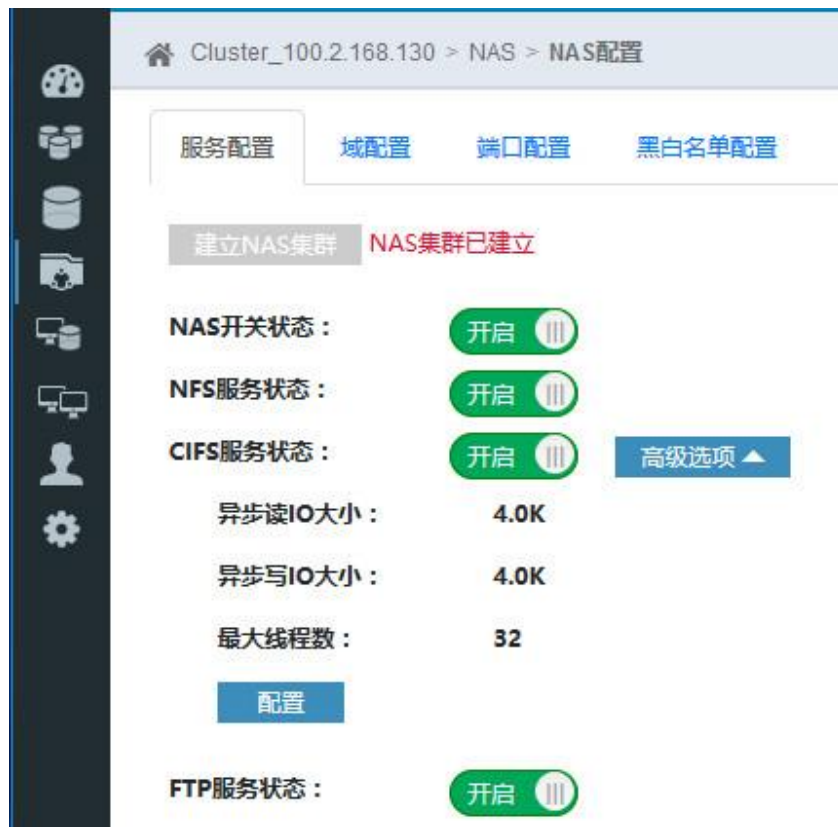 Cluster_100.2.168.130 > NAS > NAS配置
服务配置 域配置 端口配置 黑白名单配置
建立NAS集群 NAS集群已建立
NAS开关状态： 开启
NFS服务状态： 开启
CIFS服务状态： 开启 高级选项
异步读IO大小： 4.0K
异步写IO大小： 4.0K
最大线程数： 32
配置
FTP服务状态： 开启